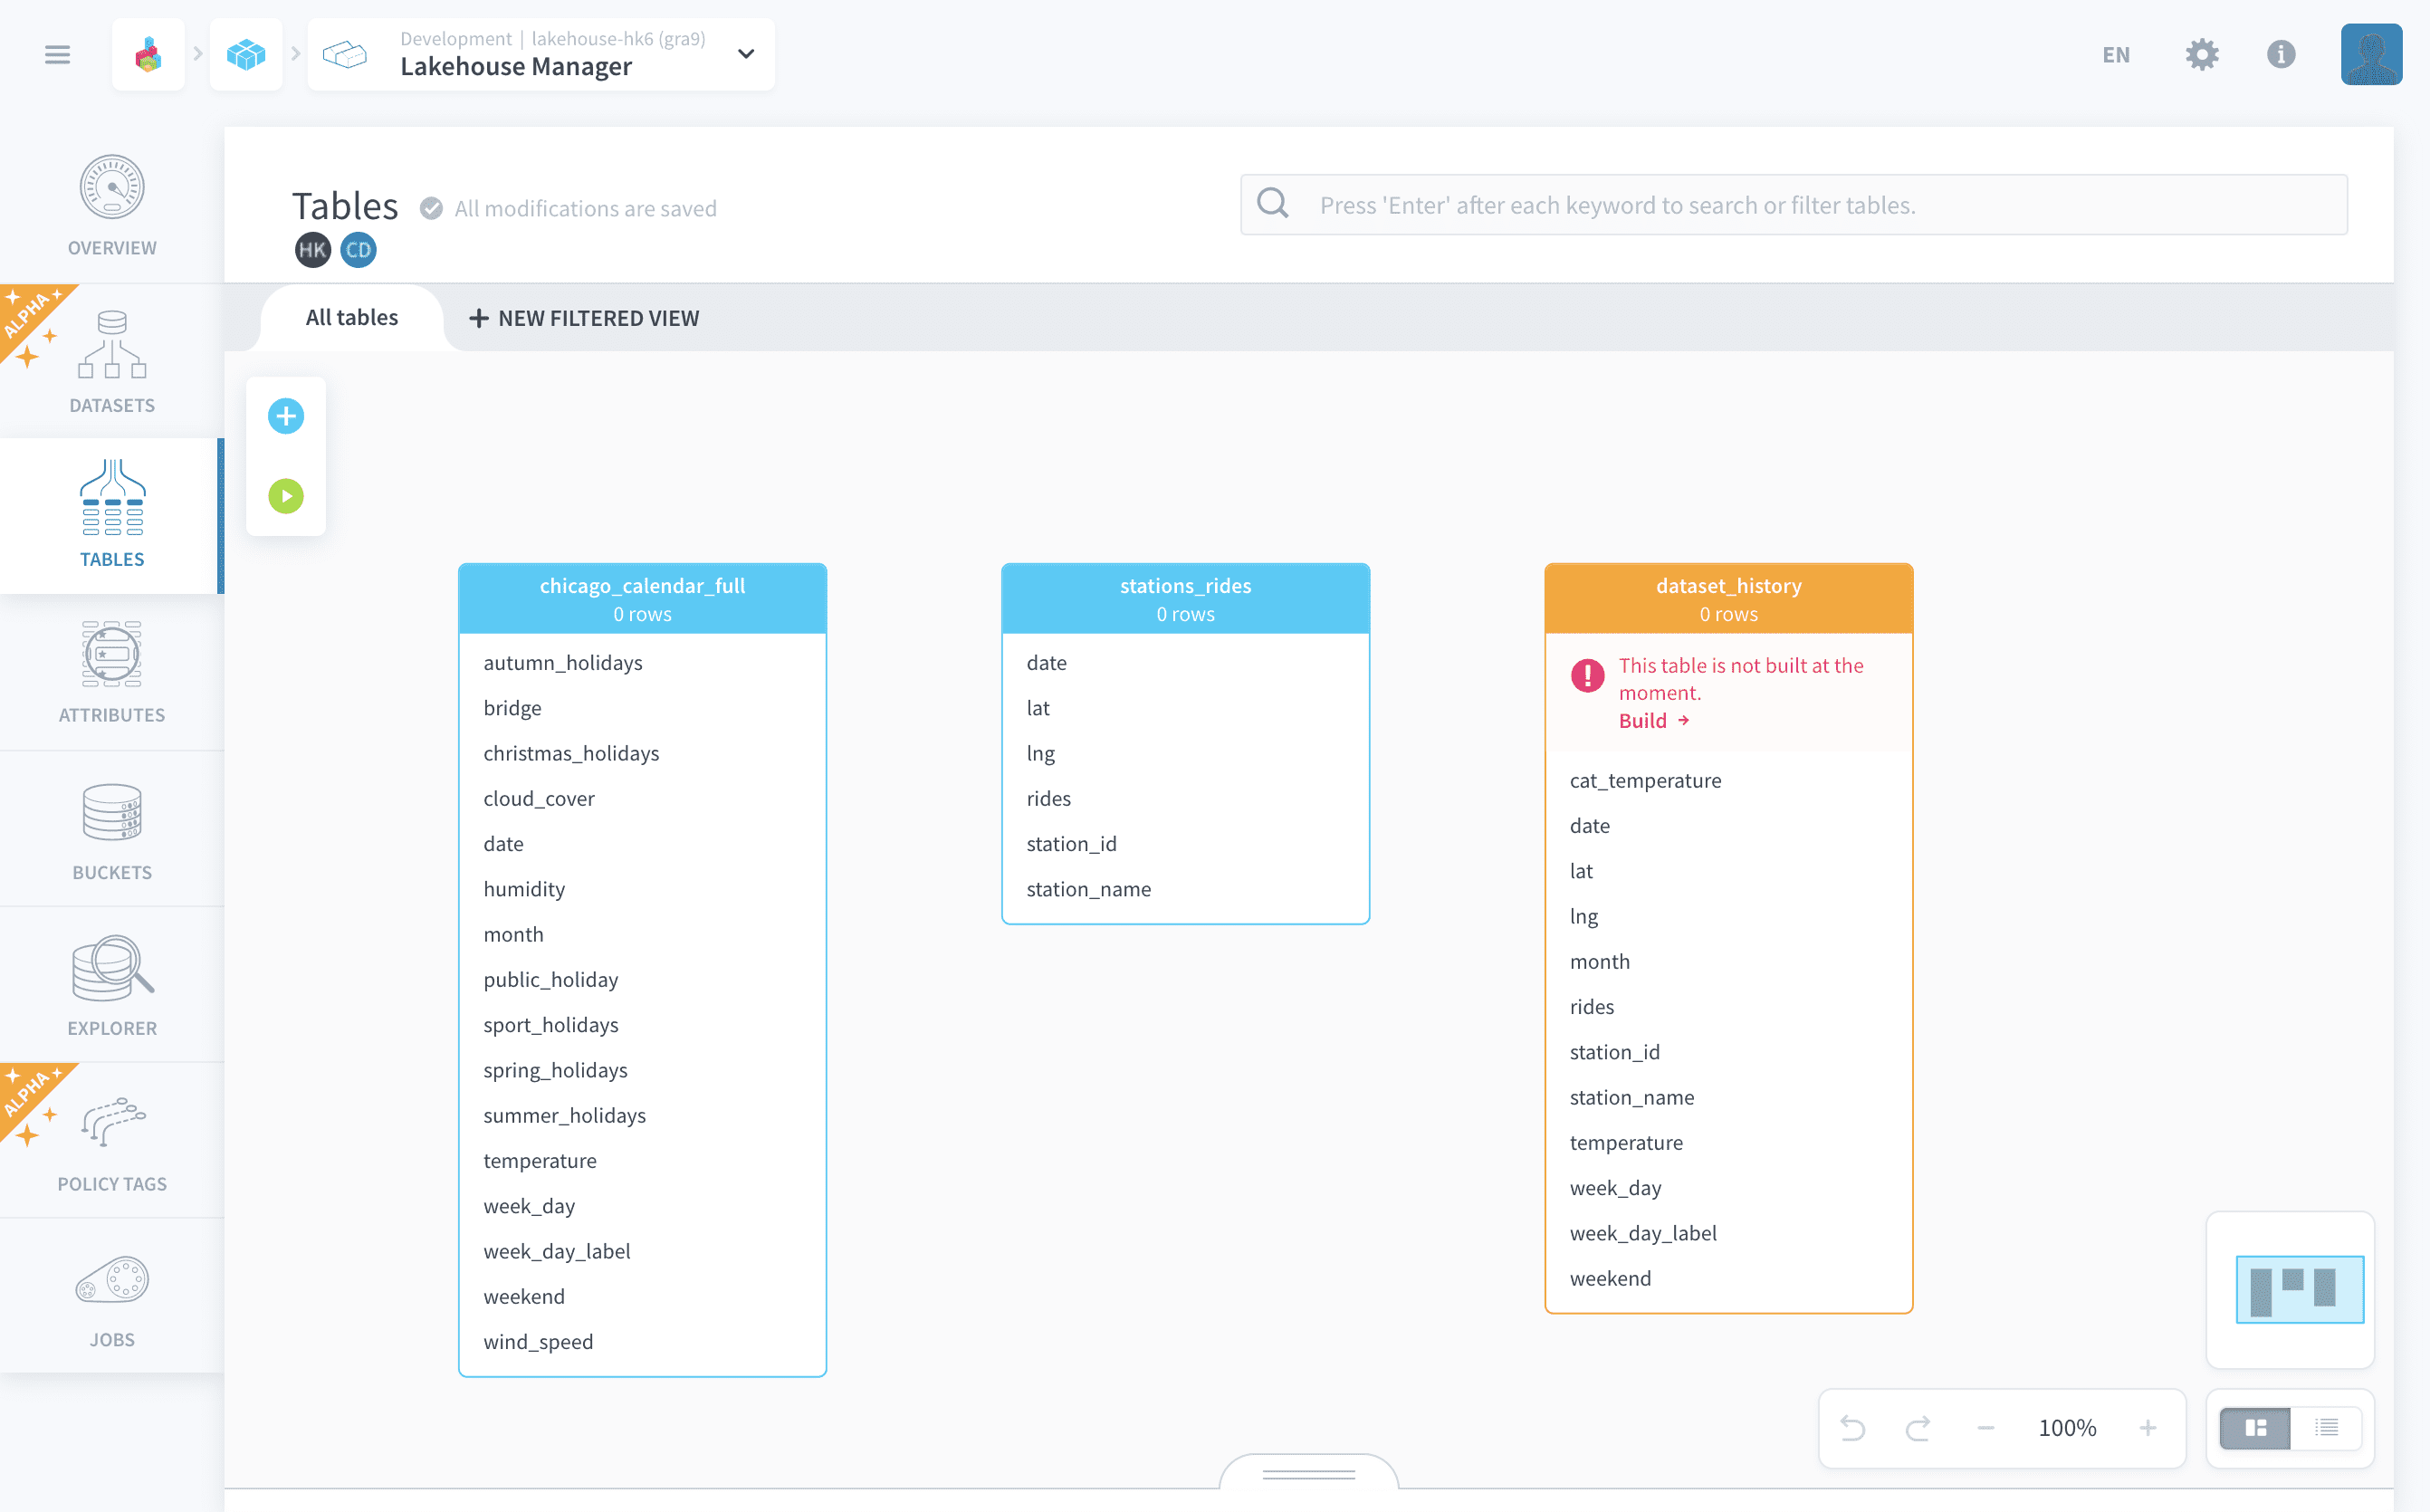 Development | lakehouse-hk6 (gra9)
Lakehouse Manager
EN
OVERVIEW
ALPHA
DATASETS
TABLES
ATTRIBUTES
BUCKETS
EXPLORER
ALPHA
POLICY TAGS
JOBS
Tables
All modifications are saved
HK
CD
Press 'Enter' after each keyword to search or filter tables.
All tables
NEW FILTERED VIEW
chicago_calendar_full
0 rows
autumn_holidays
bridge
christmas_holidays
cloud_cover
date
humidity
month
public_holiday
sport_holidays
spring_holidays
summer_holidays
temperature
week_day
week_day_label
weekend
wind_speed
stations_rides
0 rows
date
lat
lng
rides
station_id
station_name
dataset_history
0 rows
This table is not built at the
moment.
Build →
cat_temperature
date
lat
lng
month
rides
station_id
station_name
temperature
week_day
week_day_label
weekend
100%